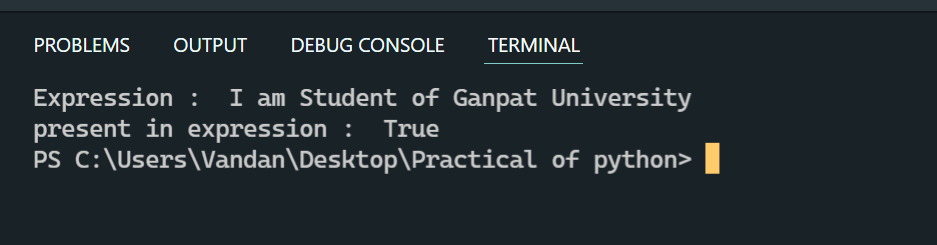 PROBLEMS OUTPUT DEBUG CONSOLE TERMINAL
Expression :  I am Student of Ganpat University
present in expression :  True
PS C:\Users\Vandan\Desktop\Practical of python>